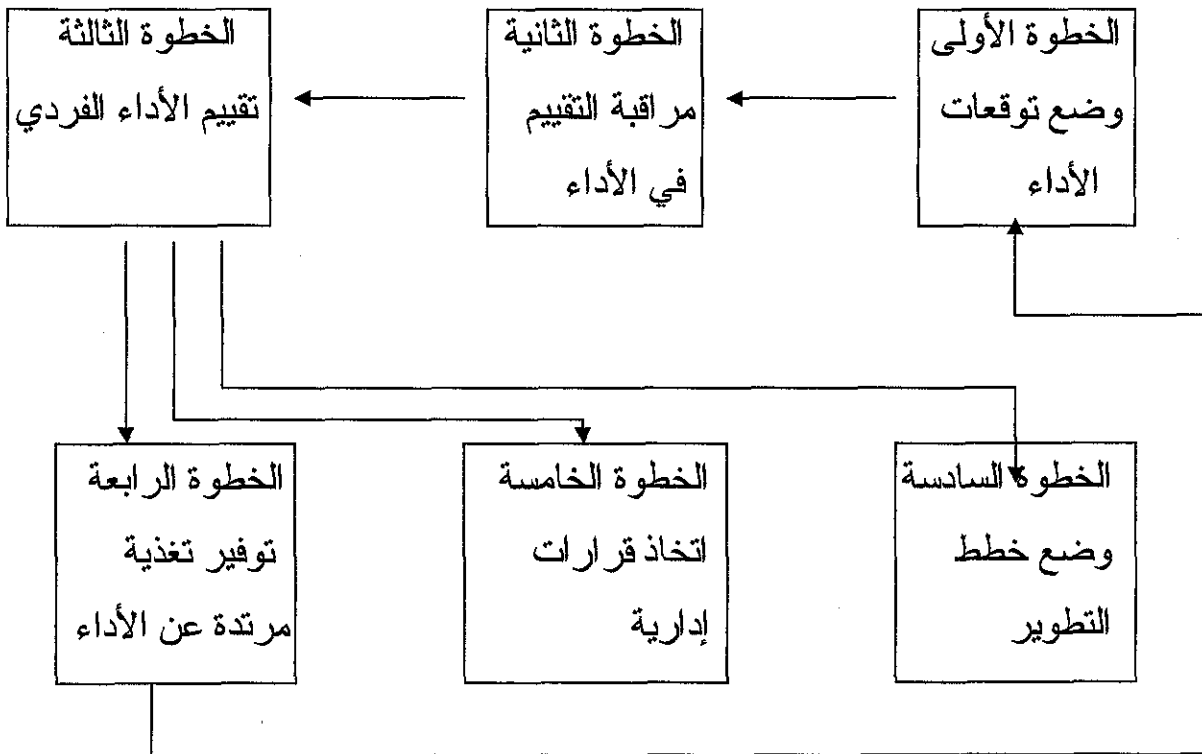 الخطوة الأولى
وضع توقعات
الأداء
الخطوة الثانية
مراقبة التقييم
في الأداء
الخطوة الثالثة
تقييم الأداء الفردي
الخطوة الرابعة
توفير تغذية
مرتدة عن الأداء
الخطوة الخامسة
اتخاذ قرارات
إدارية
الخطوة السادسة
وضع خطط
التطوير